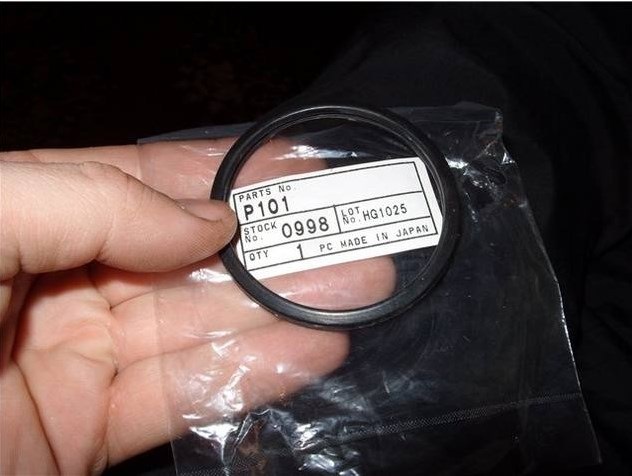 PARTS No.
P101
STOCK No. 0998 LOT No. HG1025
QTY 1 PC MADE IN JAPAN